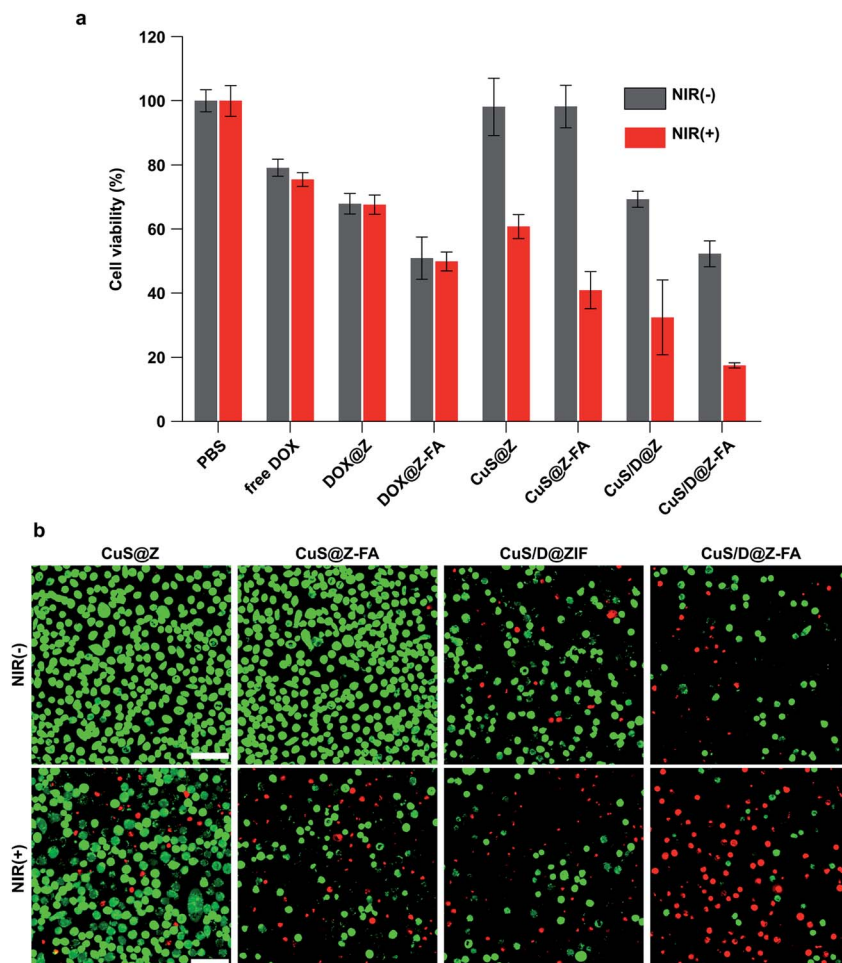 a
120
100
80
60
40
20
0
Cell viability (%)
NIR(-)
NIR(+)
PBS
free DOX
DOX@Z
DOX@Z-FA
CuS@Z
CuS@Z-FA
CuS/D@Z
CuS/D@Z-FA
b
CuS@Z CuS@Z-FA CuS/D@ZIF CuS/D@Z-FA
NIR(-)
NIR(+)